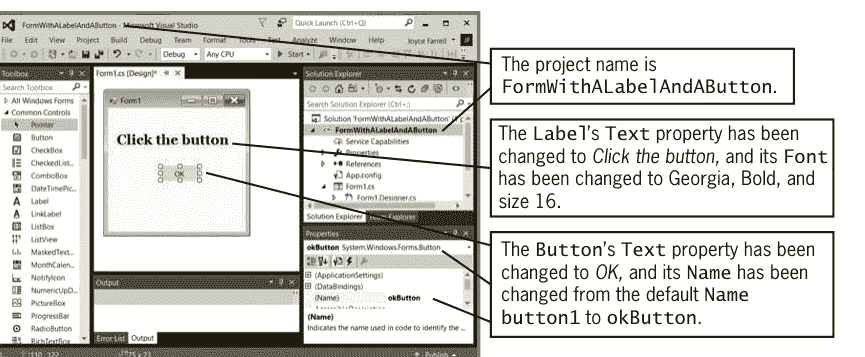 FormWithALabelAndAButton - Microsoft Visual Studio
Quick Launch (Ctrl+Q)
File Edit View Project Build Debug Team Format Tools Test Analyze Window Help Joyce Farrell JF
Debug Any CPU Start
Toolbox
Search Toolbox
All Windows Forms
Common Controls
Pointer
Button
CheckBox
CheckedList...
ComboBox
DateTimePic...
Label
LinkLabel
ListBox
ListView
MaskedText...
MonthCalen...
NotifyIcon
NumericUpD...
PictureBox
ProgressBar
RadioButton
RichTextBox
Form1.cs [Design]*
Form1
Click the button
OK
Output
Error List Output
Solution Explorer
Search Solution Explorer (Ctrl+;)
Solution 'FormWithALabelAndAButton' (1
FormWithALabelAndAButton
Service Capabilities
Properties
References
App.config
Form1.cs
Form1.Designer.cs
Solution Explorer Team Explorer
Properties
okButton System.Windows.Forms.Button
(ApplicationSettings)
(DataBindings)
(Name) okButton
(Name)
Indicates the name used in code to identify the ...
Publish
The project name is
FormWithALabelAndAButton.
The Label's Text property has been
changed to Click the button, and its Font
has been changed to Georgia, Bold, and
size 16.
The Button's Text property has been
changed to OK, and its Name has been
changed from the default Name
button1 to okButton.